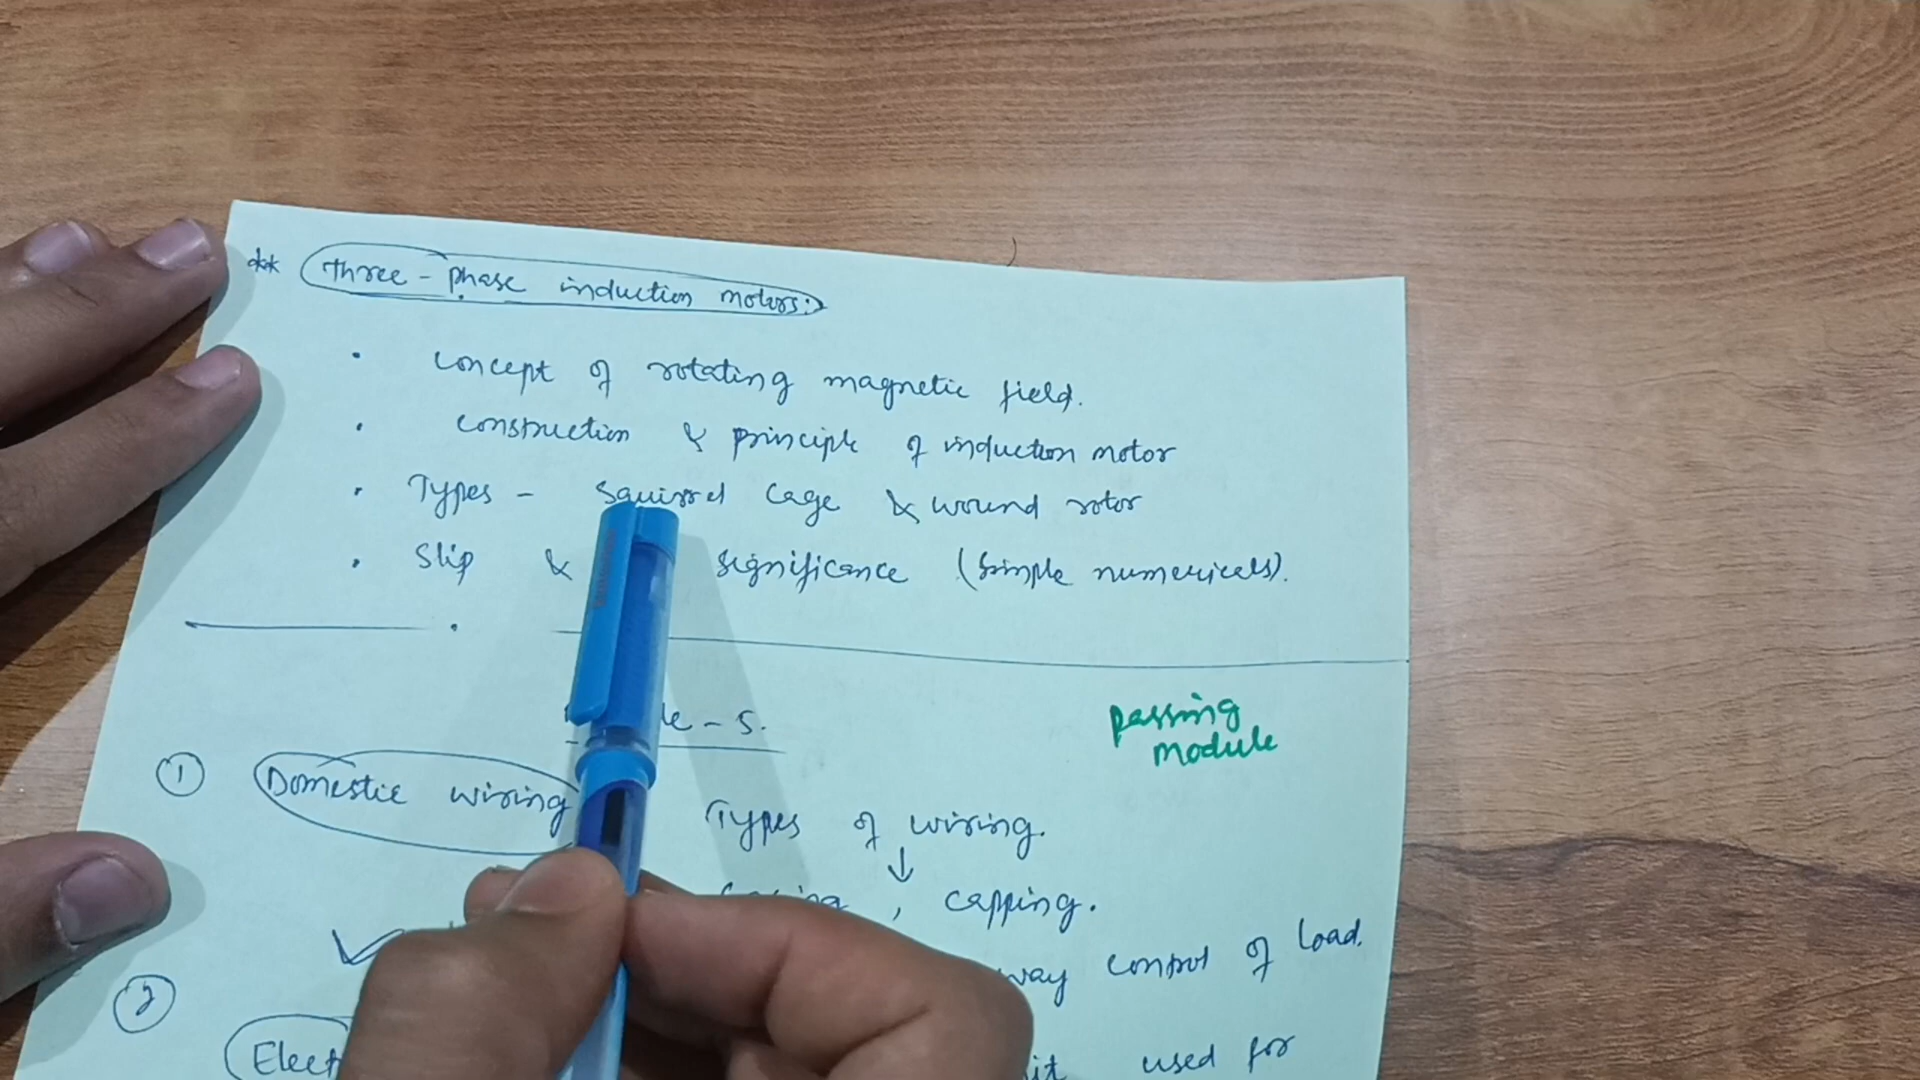 ** Three-phase induction motors:
• concept of rotating magnetic field.
• construction & principle of induction motor
• Types - Squirrel cage & wound rotor
• Slip & significance (simple numericals).
- 5.
passing
module
① Domestic wiring Types of wiring.
↓
, capping.
way control of load.
②
used for